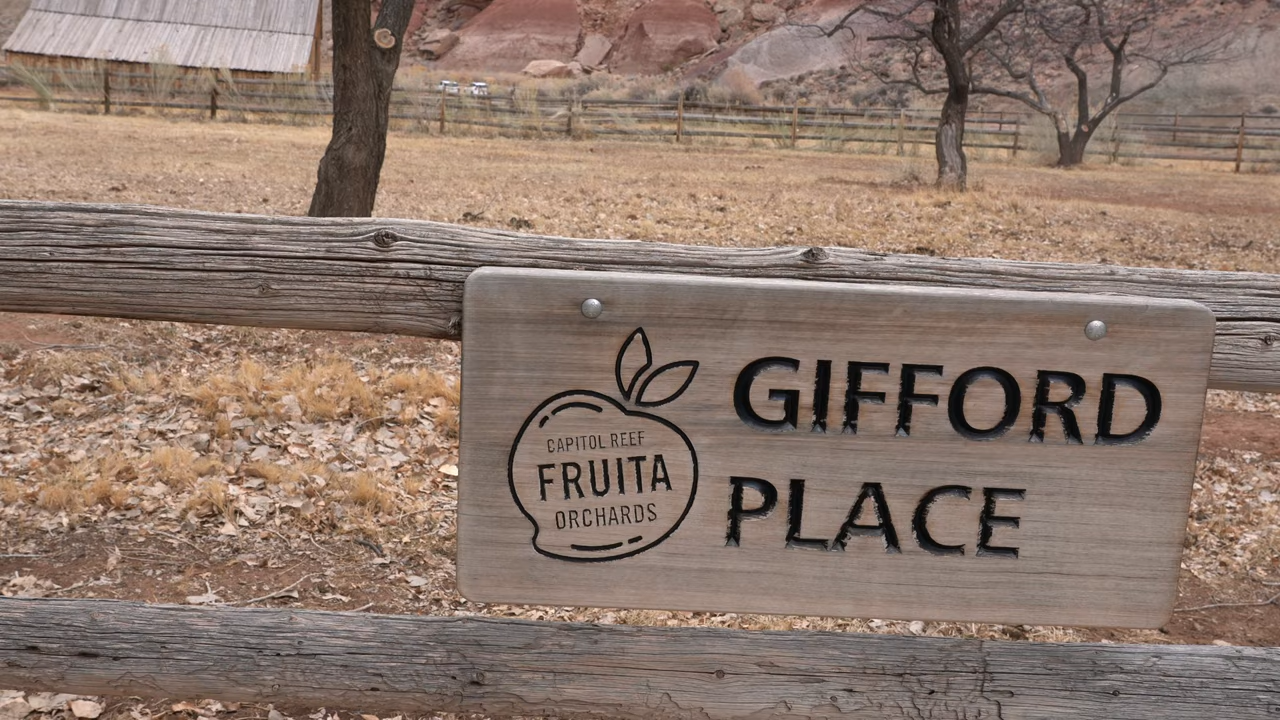 CAPITOL REEF
FRUITA
ORCHARDS
GIFFORD
PLACE